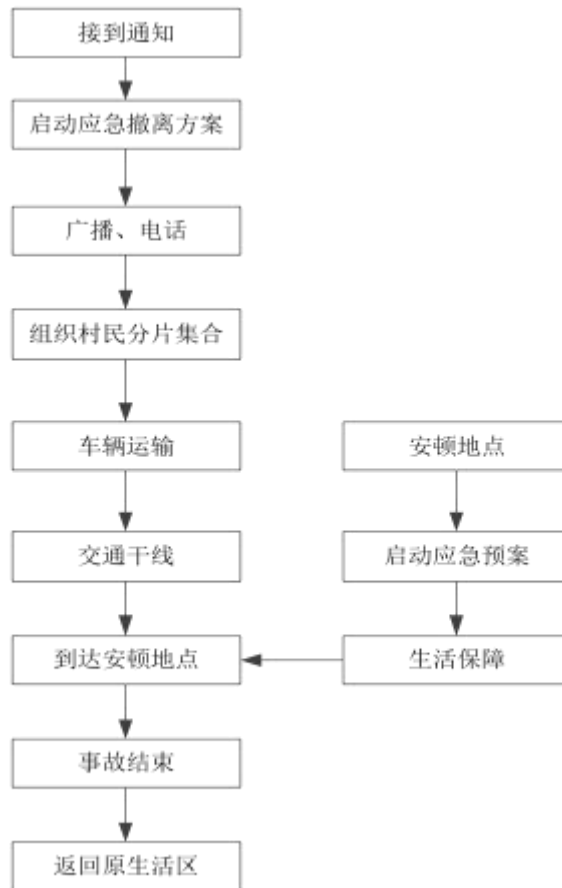 接到通知
启动应急撤离方案
广播、电话
组织村民分片集合
车辆运输
安顿地点
交通干线
启动应急预案
到达安顿地点
生活保障
事故结束
返回原生活区